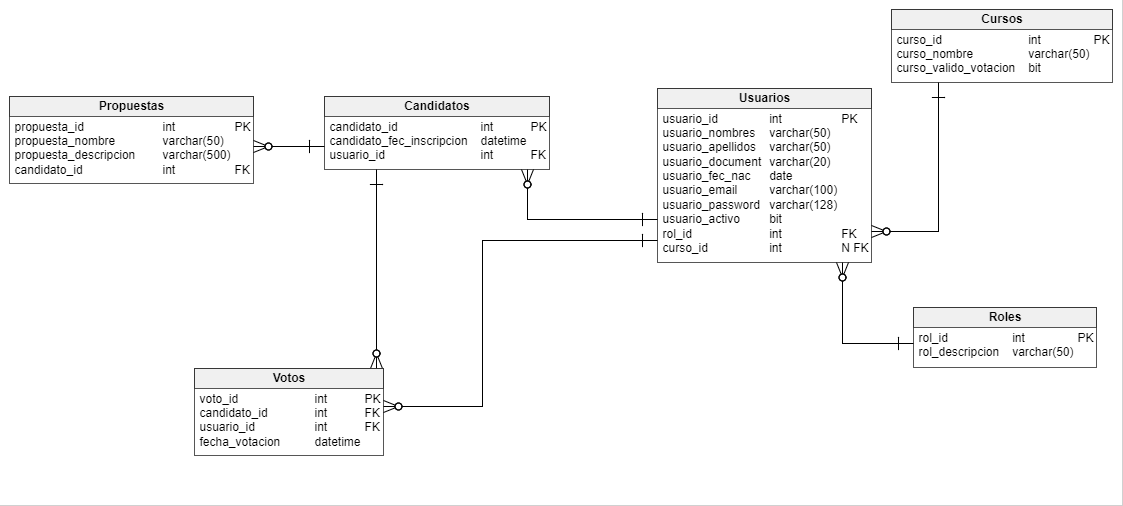 Cursos
curso_id int PK
curso_nombre varchar(50)
curso_valido_votacion bit
Propuestas
propuesta_id int PK
propuesta_nombre varchar(50)
propuesta_descripcion varchar(500)
candidato_id int FK
Candidatos
candidato_id int PK
candidato_fec_inscripcion datetime
usuario_id int FK
Usuarios
usuario_id int PK
usuario_nombres varchar(50)
usuario_apellidos varchar(50)
usuario_document varchar(20)
usuario_fec_nac date
usuario_email varchar(100)
usuario_password varchar(128)
usuario_activo bit
rol_id int FK
curso_id int N FK
Roles
rol_id int PK
rol_descripcion varchar(50)
Votos
voto_id int PK
candidato_id int FK
usuario_id int FK
fecha_votacion datetime